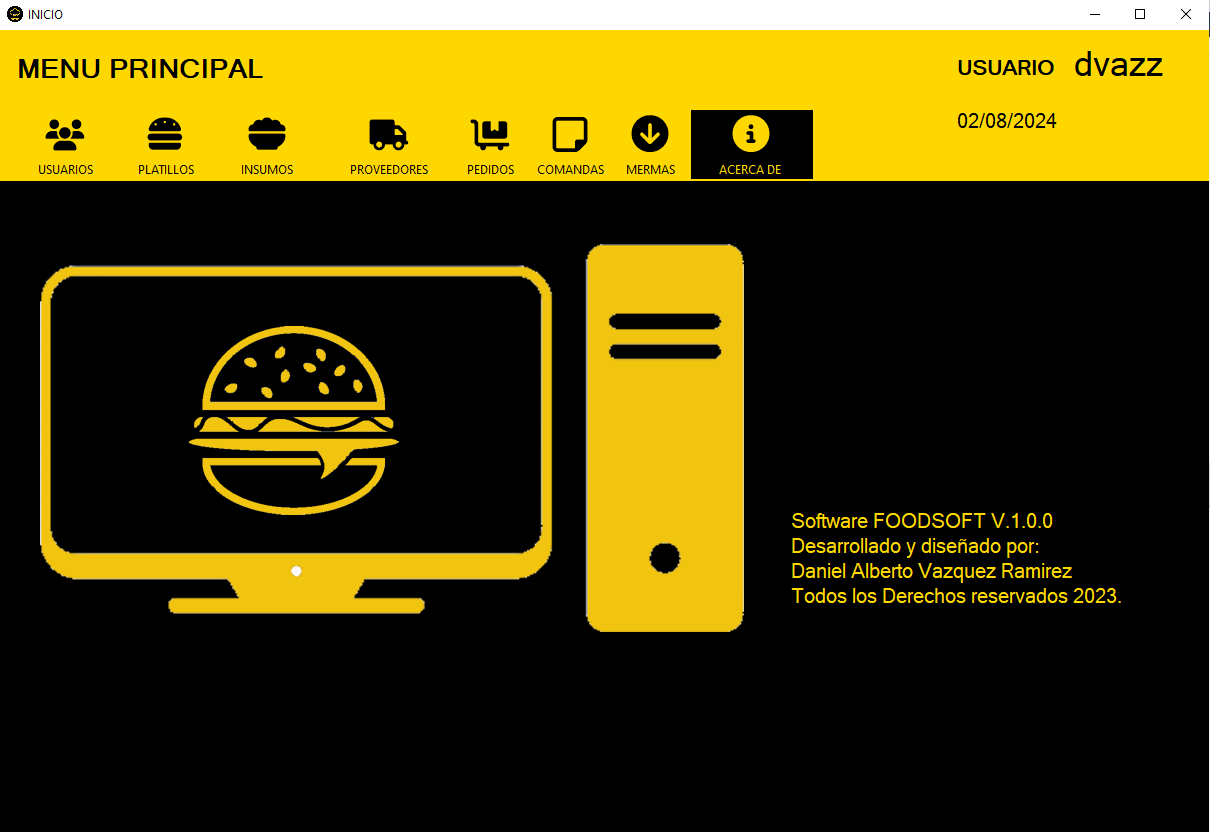 INICIO
MENU PRINCIPAL
USUARIO dvazz
02/08/2024
USUARIOS PLATILLOS INSUMOS PROVEEDORES PEDIDOS COMANDAS MERMAS ACERCA DE
Software FOODSOFT V.1.0.0
Desarrollado y diseñado por:
Daniel Alberto Vazquez Ramirez
Todos los Derechos reservados 2023.